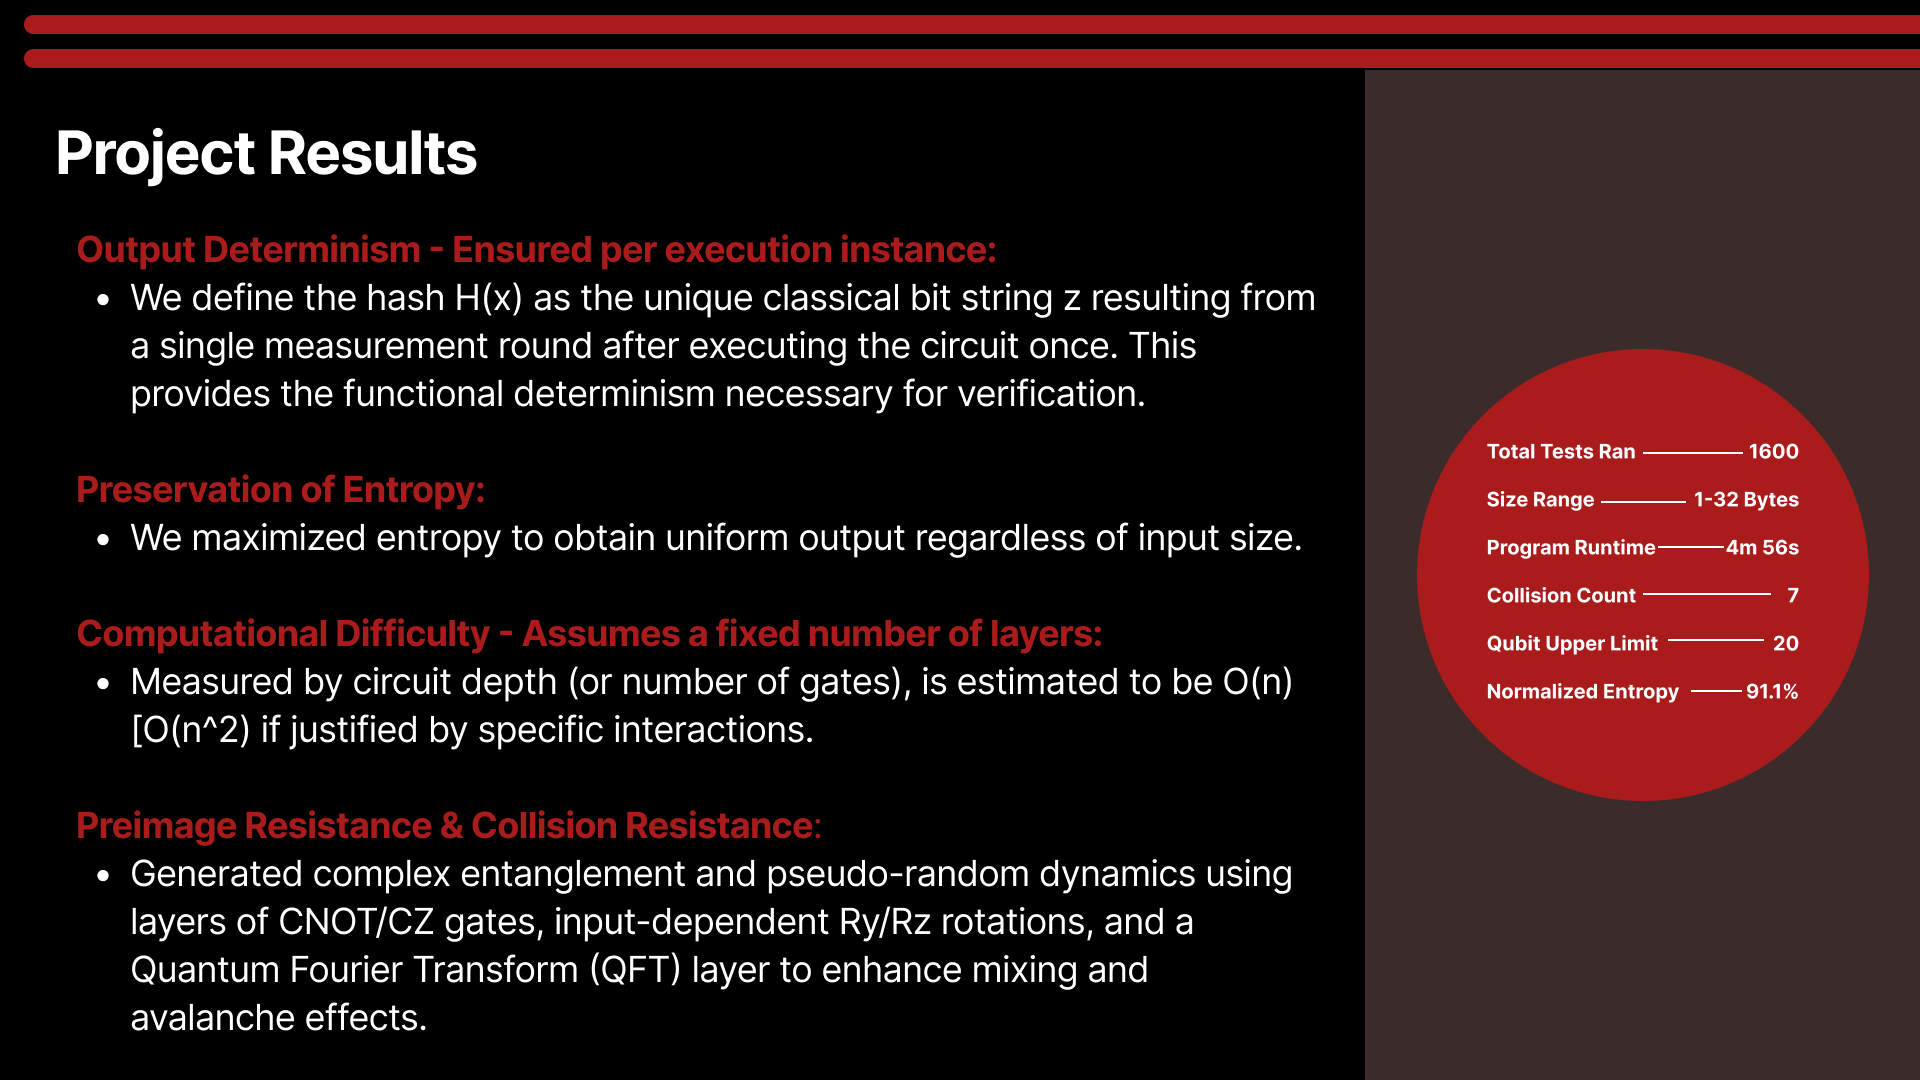 Project Results
Output Determinism - Ensured per execution instance:
• We define the hash H(x) as the unique classical bit string z resulting from
a single measurement round after executing the circuit once. This
provides the functional determinism necessary for verification.
Preservation of Entropy:
• We maximized entropy to obtain uniform output regardless of input size.
Computational Difficulty - Assumes a fixed number of layers:
• Measured by circuit depth (or number of gates), is estimated to be O(n)
[O(n^2) if justified by specific interactions.
Preimage Resistance & Collision Resistance:
• Generated complex entanglement and pseudo-random dynamics using
layers of CNOT/CZ gates, input-dependent Ry/Rz rotations, and a
Quantum Fourier Transform (QFT) layer to enhance mixing and
avalanche effects.
Total Tests Ran 1600
Size Range 1-32 Bytes
Program Runtime 4m 56s
Collision Count 7
Qubit Upper Limit 20
Normalized Entropy 91.1%